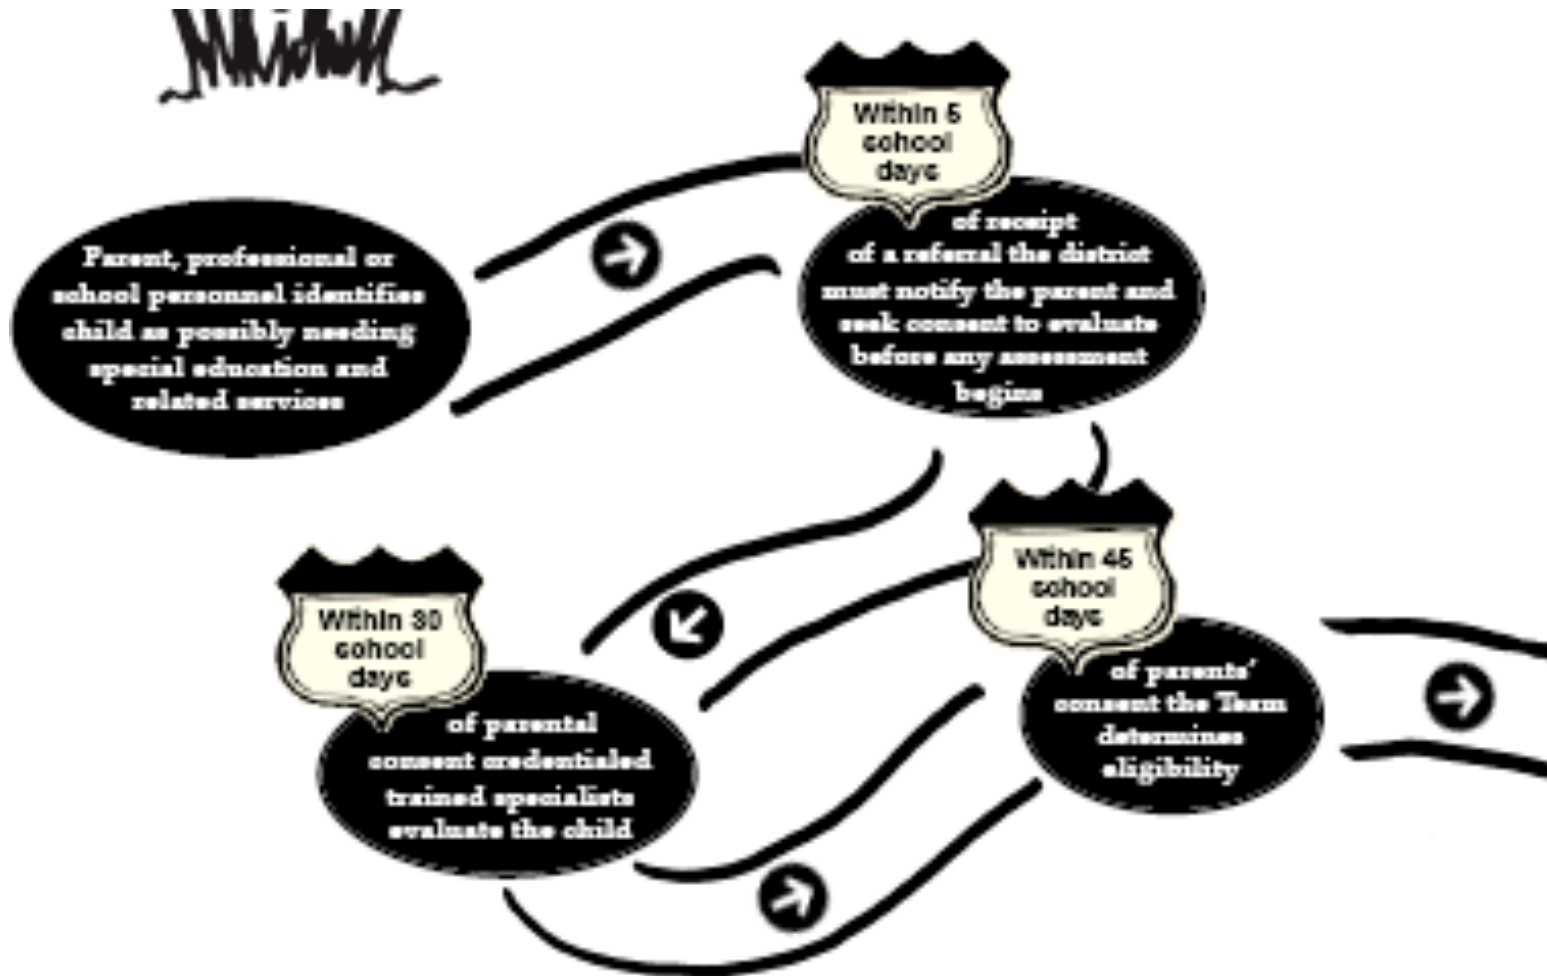 Parent, professional or
school personnel identifies
child as possibly needing
special education and
related services
Within 5
school
days
of receipt
of a referral the district
must notify the parent and
seek consent to evaluate
before any assessment
begins
Within 30
school
days
of parental
consent credentialed
trained specialists
evaluate the child
Within 45
school
days
of parents'
consent the Team
determines
eligibility